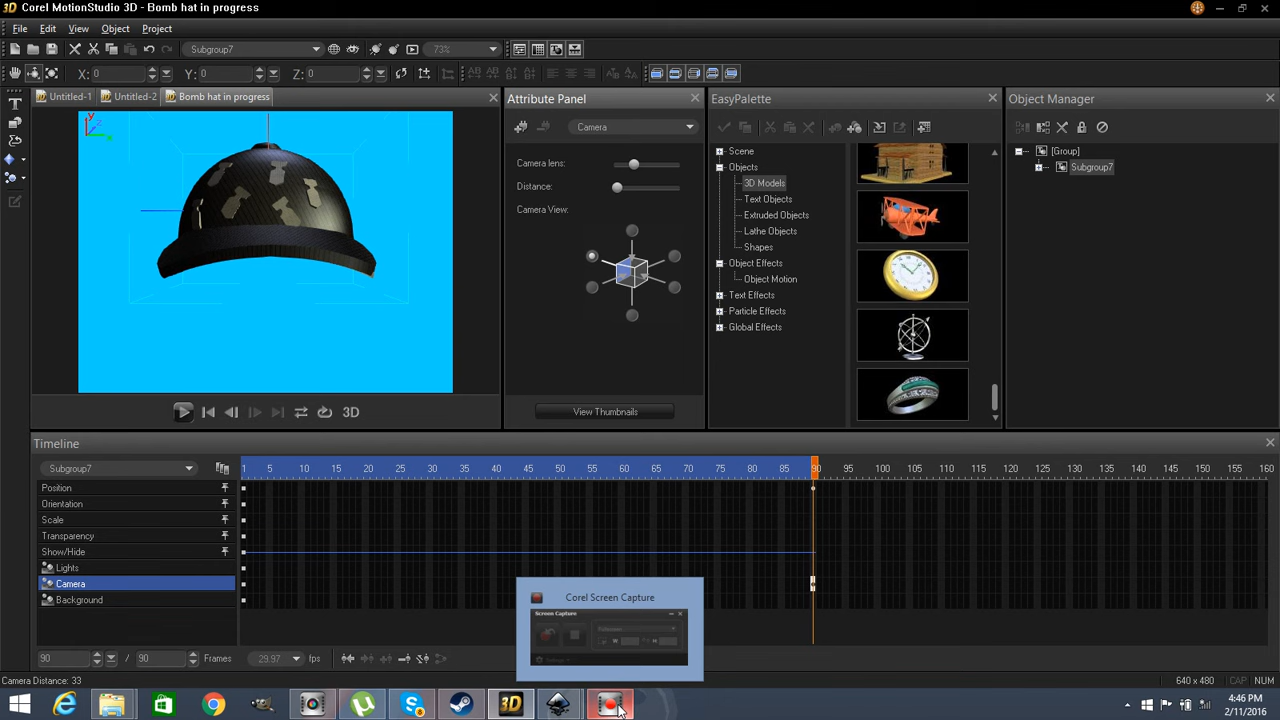 3D Corel MotionStudio 3D - Bomb hat in progress
File Edit View Object Project
Subgroup7 73%
X: 0 Y: 0 Z: 0
Untitled-1 Untitled-2 Bomb hat in progress
Attribute Panel
EasyPalette
Object Manager
Camera
Camera lens:
Distance:
Camera View:
View Thumbnails
Scene
Objects
3D Models
Text Objects
Extruded Objects
Lathe Objects
Shapes
Object Effects
Object Motion
Text Effects
Particle Effects
Global Effects
[Group]
Subgroup7
y
z
x
3D
Timeline
Subgroup7
1 5 10 15 20 25 30 35 40 45 50 55 60 65 70 75 80 85 90 95 100 105 110 115 120 125 130 135 140 145 150 155 160
Position
Orientation
Scale
Transparency
Show/Hide
Lights
Camera
Background
Corel Screen Capture
Screen Capture
90 / 90 Frames 29.97 fps
Camera Distance: 33
640 x 480 CAP NUM
3D
4:46 PM
2/11/2016